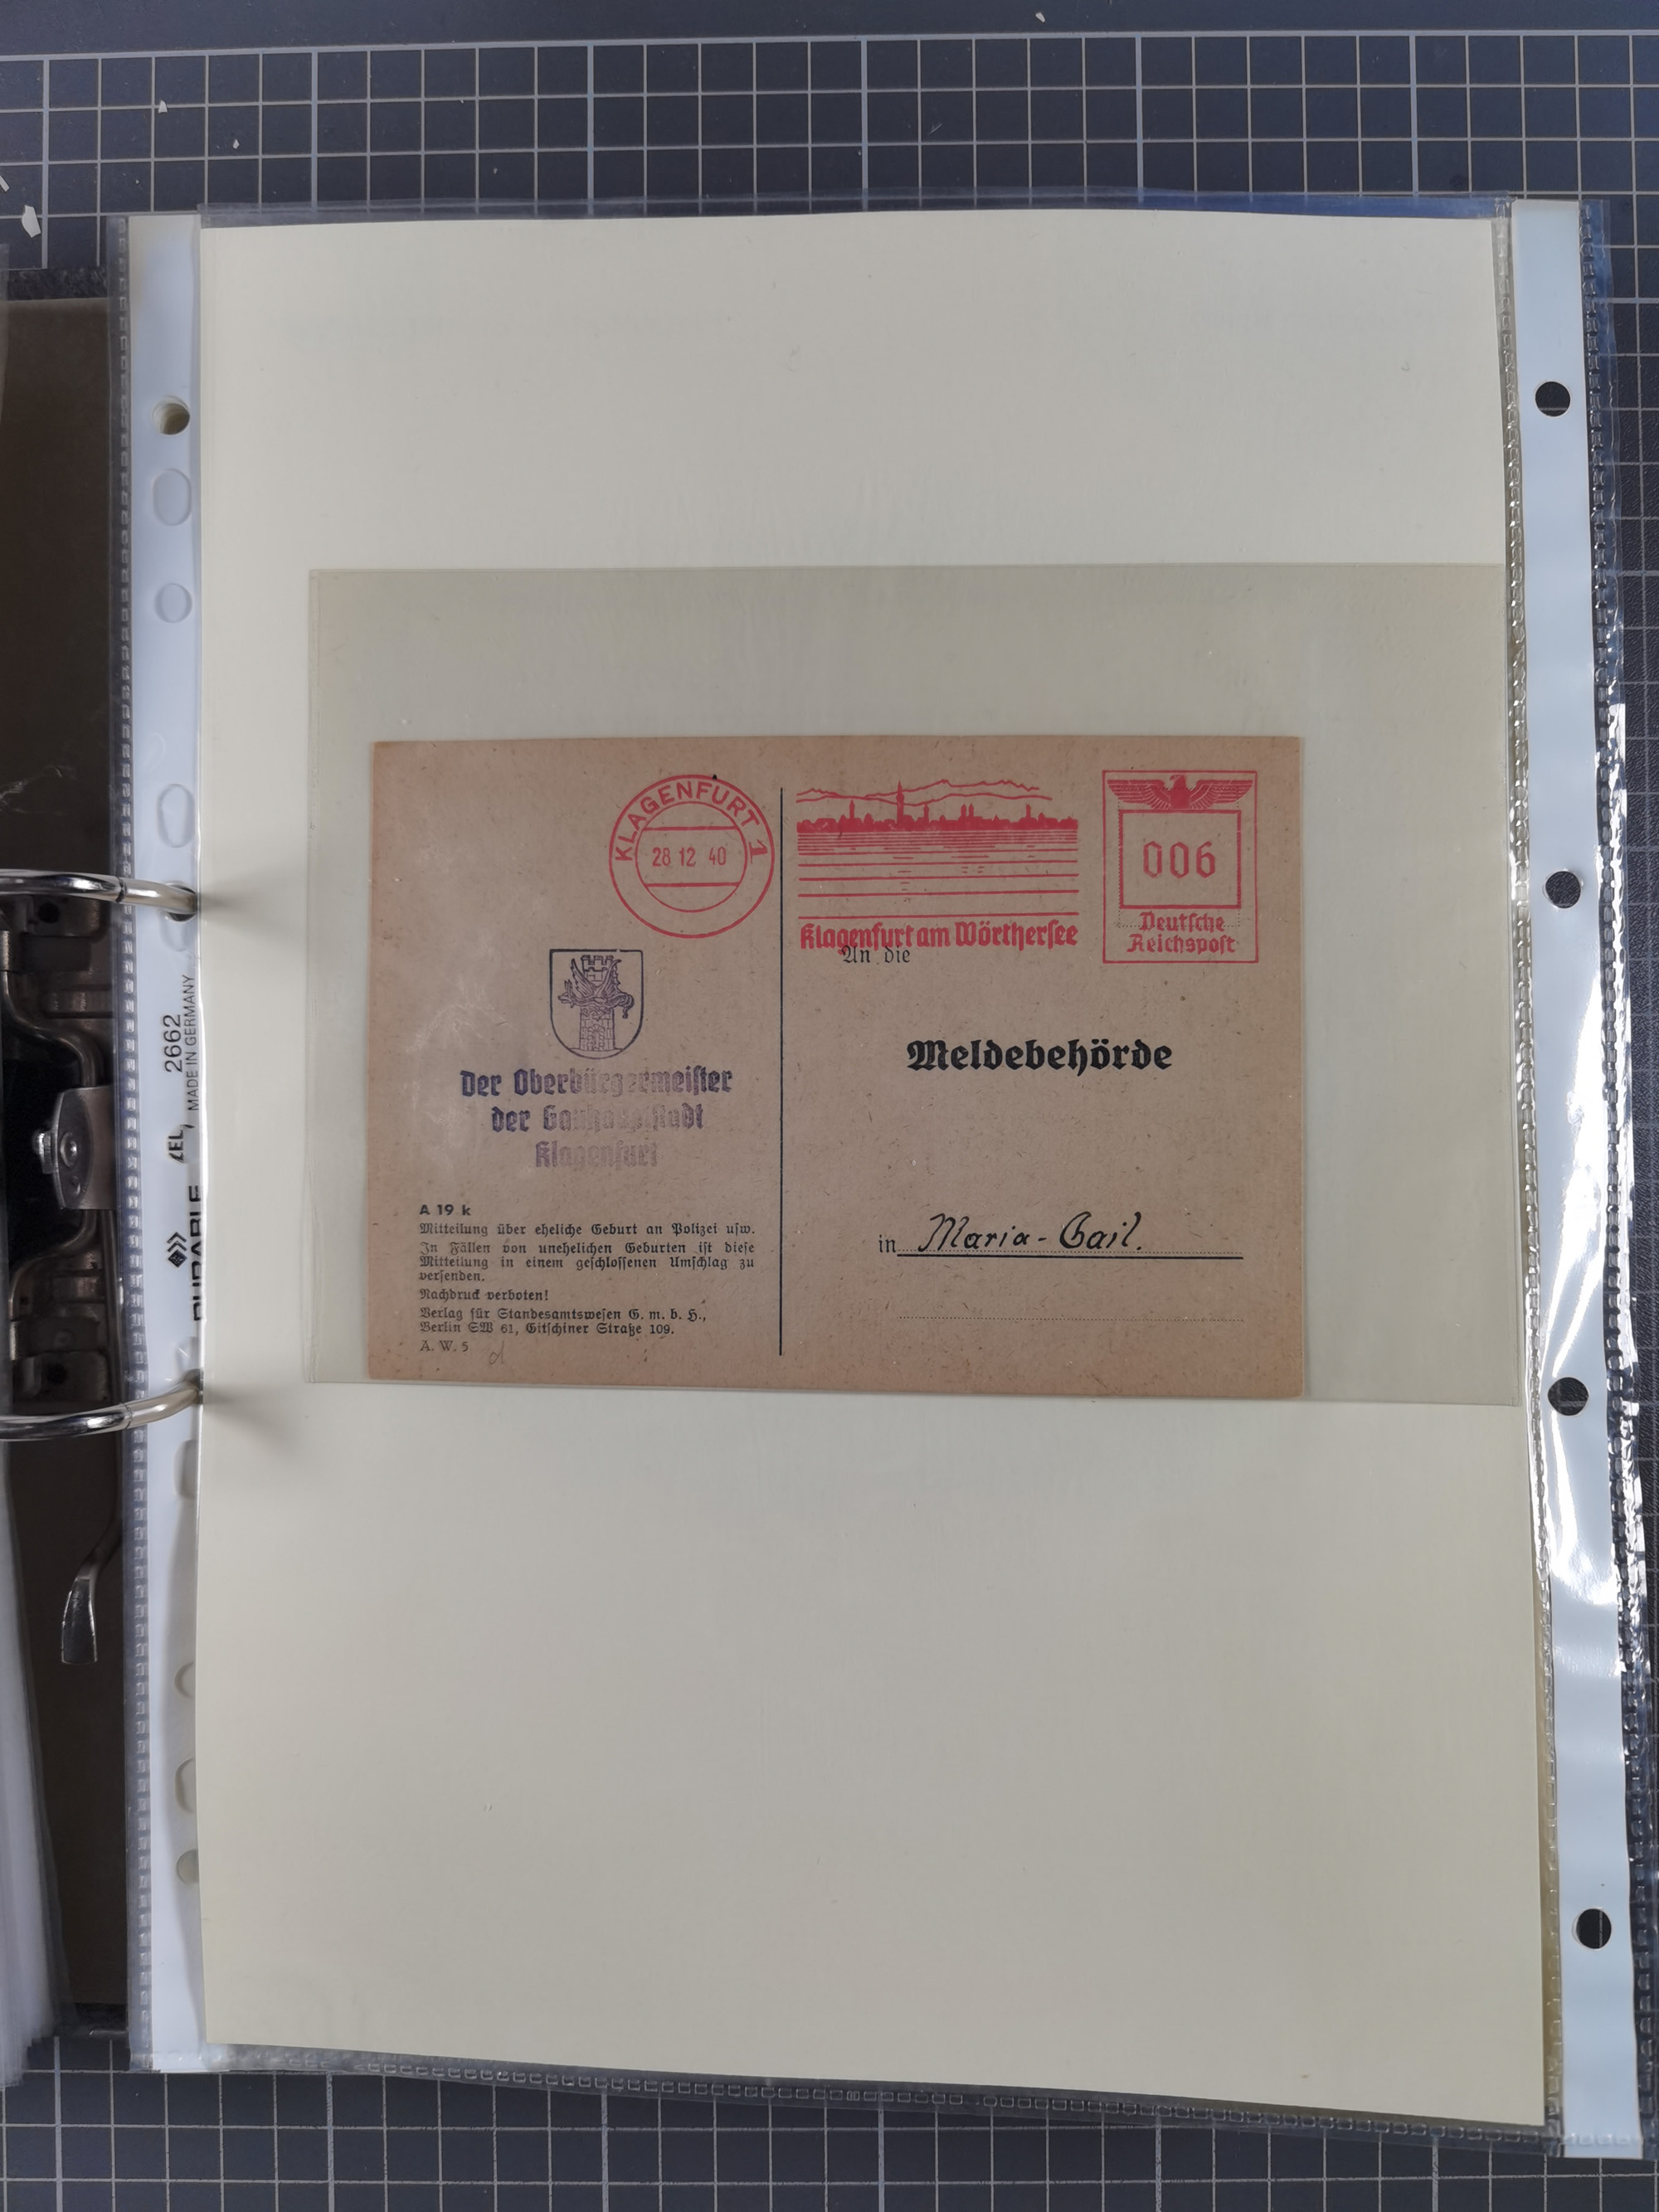 KLAGENFURT 1
28 12 40
Klagenfurt am Wörthersee
006
Deutsche
Reichspost
An die
Meldebehörde
in Maria-Gail.
Der Oberbürgermeister
der Gauhauptstadt
Klagenfurt
A 19 k
Mitteilung über eheliche Geburt an Polizei usw.
In Fällen von unehelichen Geburten ist diese
Mitteilung in einem geschlossenen Umschlag zu
versenden.
Nachdruck verboten!
Verlag für Standesamtswesen G. m. b. H.,
Berlin SW 61, Gitschiner Straße 109.
A. W. 5
d
DURABLE
2662
MADE IN GERMANY